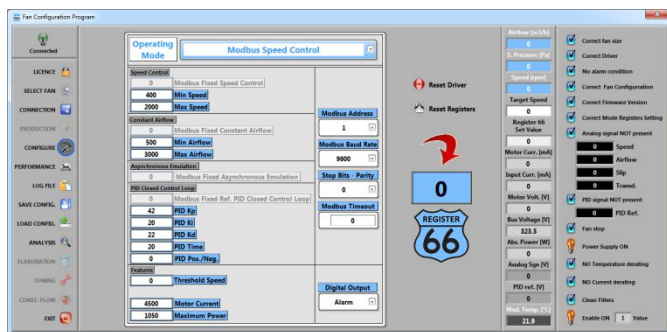 Fan Configuration Program
Connected
LICENCE
SELECT FAN
CONNECTION
PRODUCTION
CONFIGURE
PERFORMANCE
LOG FILE
SAVE CONFIG.
LOAD CONFIG.
ANALYSIS
ELABORATION
TUNING
CONST. FLOW
EXIT
Operating Mode
Modbus Speed Control
Speed Control
0 Modbus Fixed Speed Control
400 Min Speed
2000 Max Speed
Constant Airflow
0 Modbus Fixed Constant Airflow
500 Min Airflow
3000 Max Airflow
Asynchronous Emulation
0 Modbus Fixed Asynchronous Emulation
PID Closed Control Loop
0 Modbus Fixed Ref. PID Closed Control Loop
42 PID Kp
20 PID Ki
22 PID Kd
20 PID Time
0 PID Pos./Neg.
Features
0 Threshold Speed
4500 Motor Current
1050 Maximum Power
Modbus Address
1
Modbus Baud Rate
9600
Stop Bits - Parity
0
Modbus Timeout
0
Digital Output
Alarm
Reset Driver
Reset Registers
0
REGISTER
66
Airflow [m3/h]
0
S. Pressure [Pa]
0
Speed [rpm]
0
Target Speed
0
Register 66
Set Value
0
Motor Curr. [mA]
0
Input Curr. [mA]
0
Motor Volt. [V]
0
Bus Voltage [V]
323.5
Abs. Power [W]
0
Analog Sgn [V]
0
PID ref. [V]
0
Mod. Temp. [°C]
21.9
Correct fan size
Correct Driver
No alarm condition
Correct Fan Configuration
Correct Firmware Version
Correct Mode Registers Setting
Analog signal NOT present
0 Speed
0 Airflow
0 Slip
0 Transd.
PID signal NOT present
0 PID Ref.
Fan stop
Power Supply ON
NO Temperature derating
NO Current derating
Clean Filters
Enable ON 1 Value